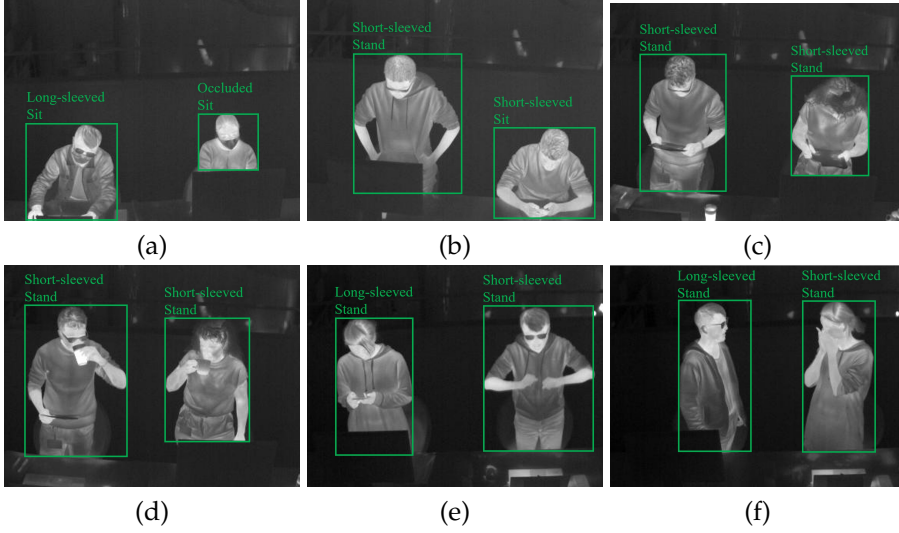 Long-sleeved
Sit
Occluded
Sit
(a)
Short-sleeved
Stand
Short-sleeved
Sit
(b)
Short-sleeved
Stand
Short-sleeved
Stand
(c)
Short-sleeved
Stand
Short-sleeved
Stand
(d)
Long-sleeved
Stand
Short-sleeved
Stand
(e)
Long-sleeved
Stand
Short-sleeved
Stand
(f)